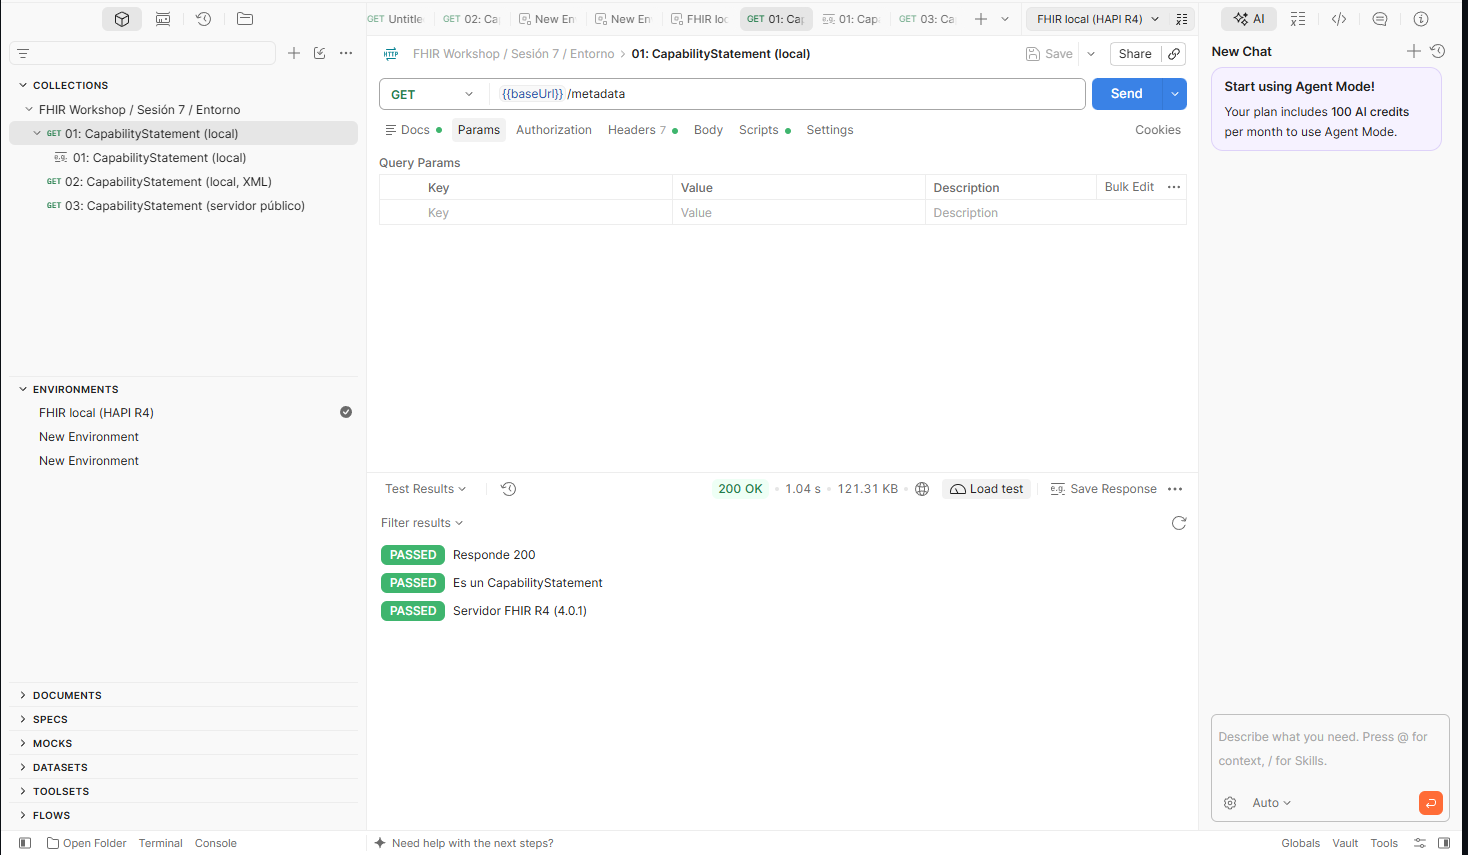 GET Untitle
GET 02: Ca
New En
New En
FHIR loc
GET 01: Cap
01: Cap
GET 03: Ca
FHIR local (HAPI R4)
AI
COLLECTIONS
FHIR Workshop / Sesión 7 / Entorno
GET 01: CapabilityStatement (local)
e.g. 01: CapabilityStatement (local)
GET 02: CapabilityStatement (local, XML)
GET 03: CapabilityStatement (servidor público)
ENVIRONMENTS
FHIR local (HAPI R4)
New Environment
New Environment
DOCUMENTS
SPECS
MOCKS
DATASETS
TOOLSETS
FLOWS
HTTP FHIR Workshop / Sesión 7 / Entorno > 01: CapabilityStatement (local)
Save
Share
GET {{baseUrl}} /metadata
Send
Docs Params Authorization Headers 7 Body Scripts Settings Cookies
Query Params
Key Value Description Bulk Edit
Key Value Description
Test Results
200 OK • 1.04 s • 121.31 KB •
Load test
e.g. Save Response
Filter results
PASSED Responde 200
PASSED Es un CapabilityStatement
PASSED Servidor FHIR R4 (4.0.1)
New Chat
Start using Agent Mode!
Your plan includes 100 AI credits
per month to use Agent Mode.
Describe what you need. Press @ for
context, / for Skills.
Auto
Open Folder Terminal Console
Need help with the next steps?
Globals Vault Tools